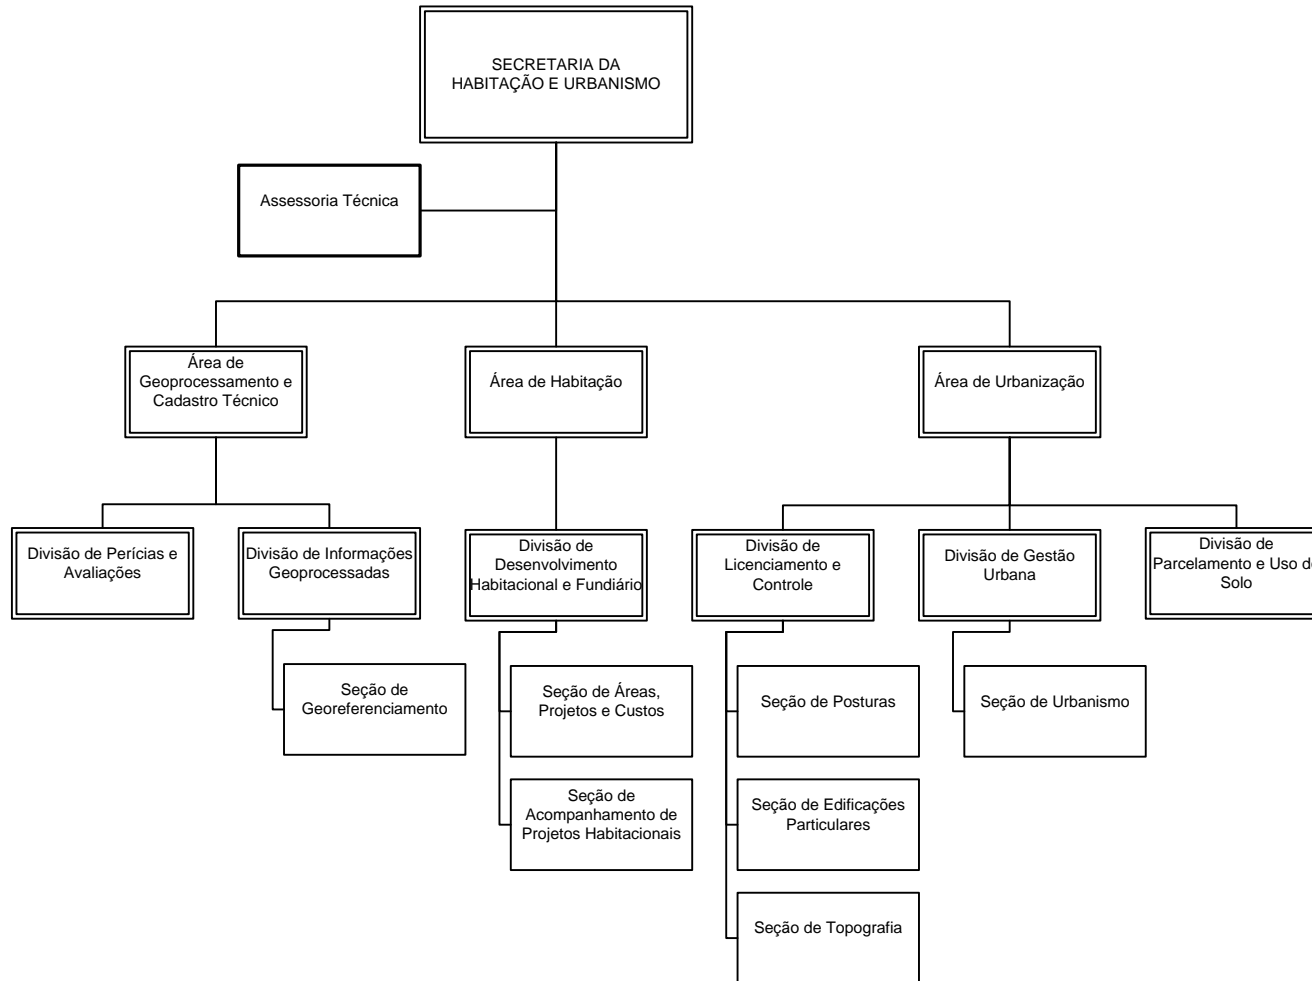 SECRETARIA DA
HABITAÇÃO E URBANISMO
Assessoria Técnica
Área de
Geoprocessamento e
Cadastro Técnico
Área de Habitação
Área de Urbanização
Divisão de Perícias e
Avaliações
Divisão de Informações
Geoprocessadas
Divisão de
Desenvolvimento
Habitacional e Fundiário
Divisão de
Licenciamento e
Controle
Divisão de Gestão
Urbana
Divisão de
Parcelamento e Uso do
Solo
Seção de
Georeferenciamento
Seção de Áreas,
Projetos e Custos
Seção de Posturas
Seção de Urbanismo
Seção de
Acompanhamento de
Projetos Habitacionais
Seção de Edificações
Particulares
Seção de Topografia